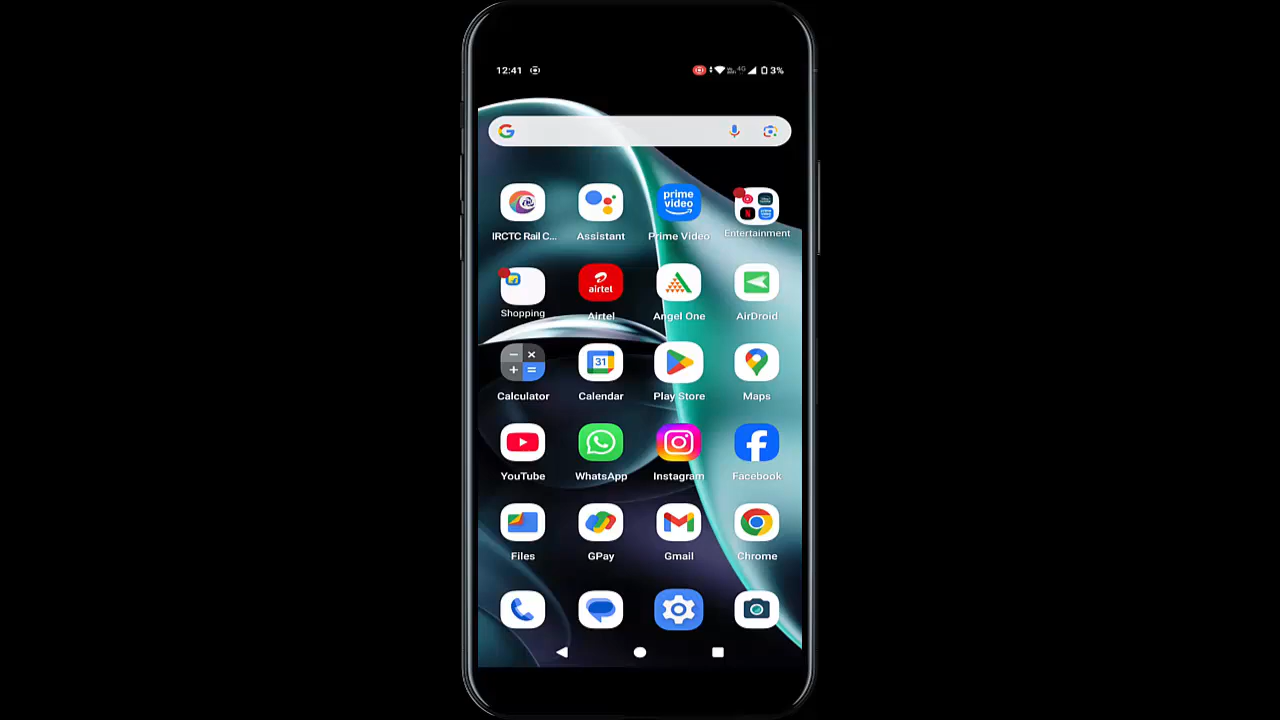 12:41 4G 3%
prime video
IRCTC Rail C... Assistant Prime Video Entertainment
airtel
Shopping Airtel Angel One AirDroid
31
Calculator Calendar Play Store Maps
YouTube WhatsApp Instagram Facebook
Files GPay Gmail Chrome